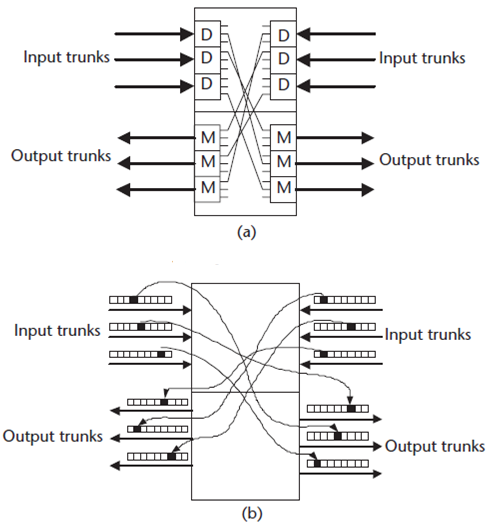 D D
Input trunks D D Input trunks
D D
M M
Output trunks M M Output trunks
M M
(a)
Input trunks Input trunks
Output trunks Output trunks
(b)